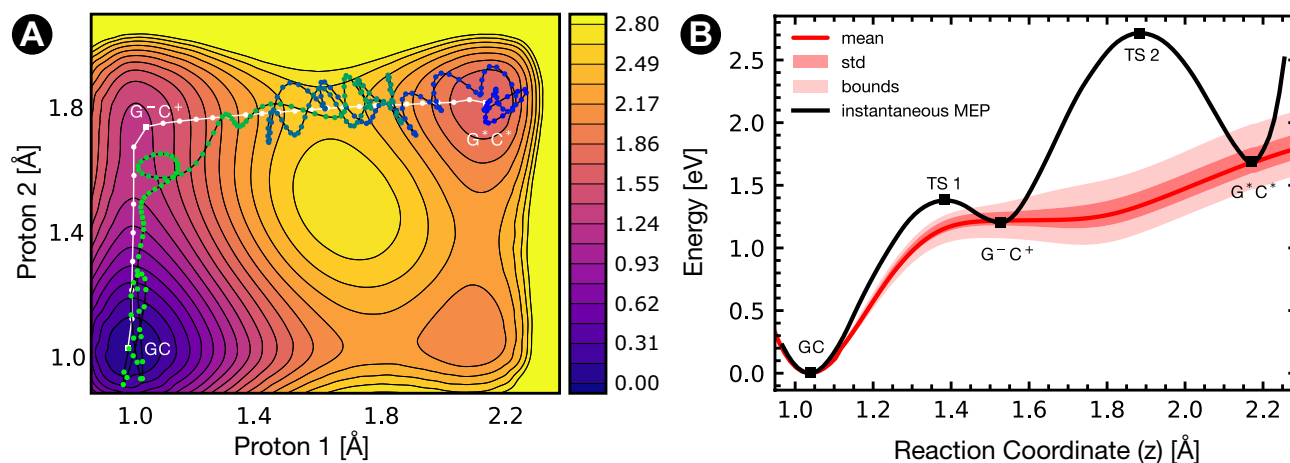 A
Proton 2 [Å]
1.8
1.4
1.0
G⁻C⁺
G*C*
GC
1.0
1.4
1.8
2.2
Proton 1 [Å]
2.80
2.49
2.17
1.86
1.55
1.24
0.93
0.62
0.31
0.00
B
Energy [eV]
2.5
2.0
1.5
1.0
0.5
0.0
mean
std
bounds
instantaneous MEP
TS 2
TS 1
G⁻C⁺
G*C*
GC
1.0
1.2
1.4
1.6
1.8
2.0
2.2
Reaction Coordinate (z) [Å]